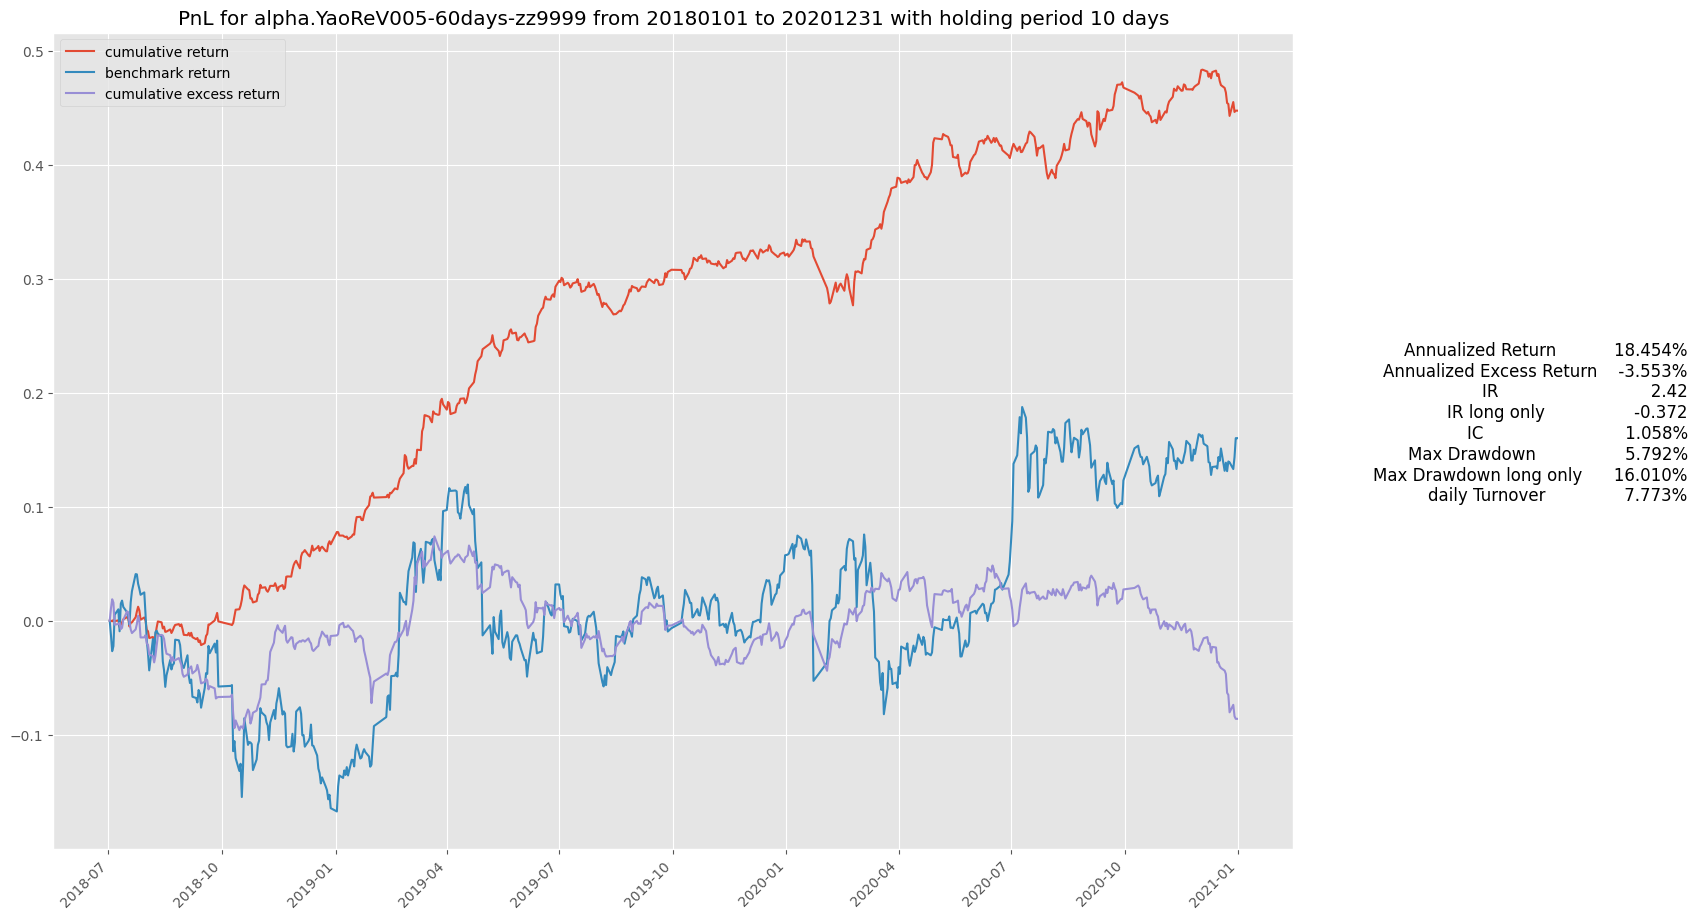 PnL for alpha.YaoReV005-60days-zz9999 from 20180101 to 20201231 with holding period 10 days
cumulative return
benchmark return
cumulative excess return
0.5
0.4
0.3
0.2
0.1
0.0
−0.1
2018-07
2018-10
2019-01
2019-04
2019-07
2019-10
2020-01
2020-04
2020-07
2020-10
2021-01
Annualized Return 18.454%
Annualized Excess Return -3.553%
IR 2.42
IR long only -0.372
IC 1.058%
Max Drawdown 5.792%
Max Drawdown long only 16.010%
daily Turnover 7.773%